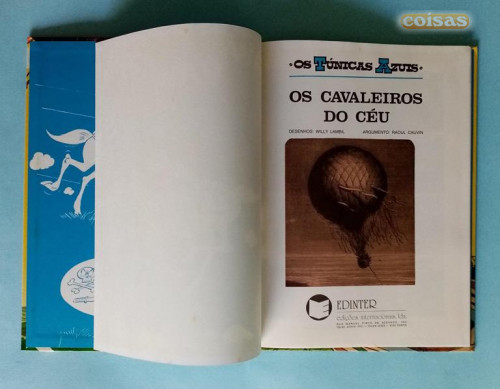 coisas
OS TÚNICAS AZUIS
OS CAVALEIROS
DO CÉU
DESENHOS WILLY LAMBIL ARGUMENTO RAOUL CAUVIN
EDINTER
edições internacionais, lda